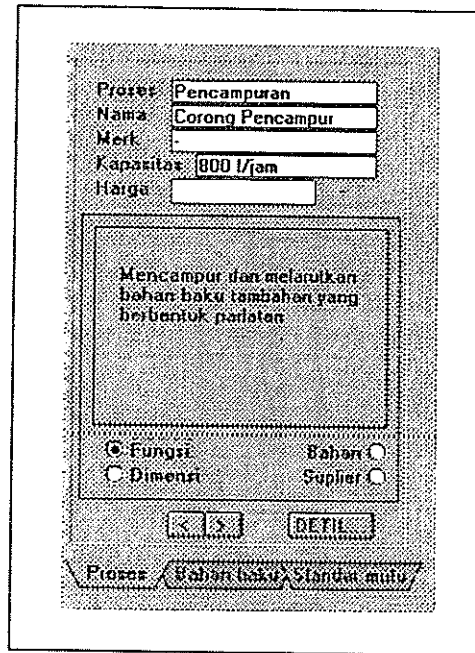 Proses Pencampuran
Nama Corong Pencampur
Merk -
Kapasitas 800 l/jam
Harga
Mencampur dan melarutkan
bahan baku tambahan yang
berbentuk padatan
Fungsi Bahan
Dimensi Suplier
< > DETIL...
Proses Bahan baku Standar mutu